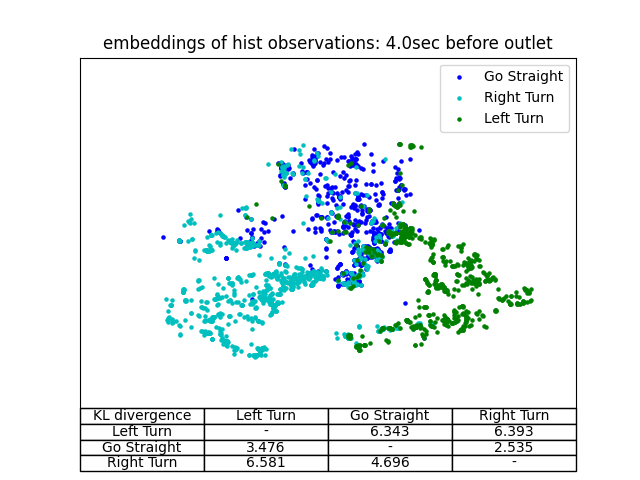 embeddings of hist observations: 4.0sec before outlet
Go Straight
Right Turn
Left Turn
KL divergence Left Turn Go Straight Right Turn
Left Turn - 6.343 6.393
Go Straight 3.476 - 2.535
Right Turn 6.581 4.696 -